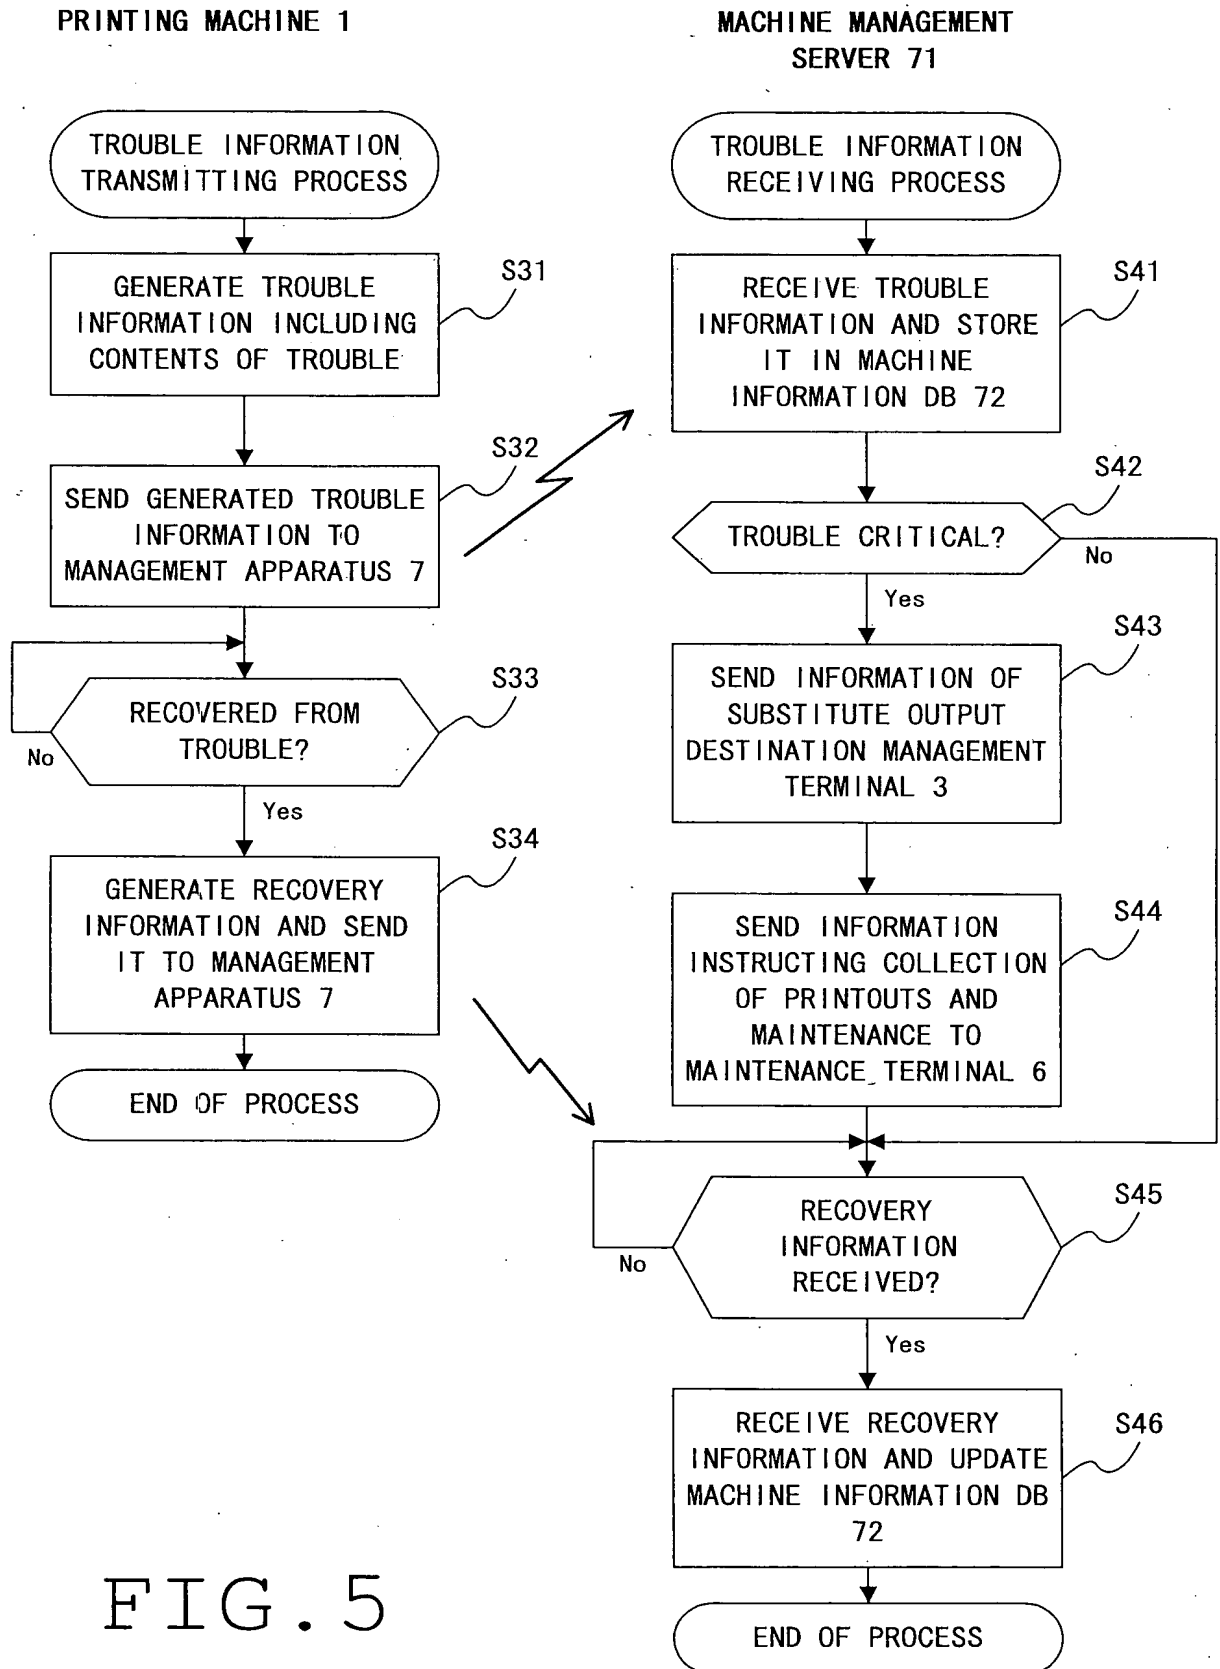 PRINTING MACHINE 1
TROUBLE INFORMATION
TRANSMITTING PROCESS
GENERATE TROUBLE
INFORMATION INCLUDING
CONTENTS OF TROUBLE
S31
SEND GENERATED TROUBLE
INFORMATION TO
MANAGEMENT APPARATUS 7
S32
RECOVERED FROM
TROUBLE?
S33
No
Yes
GENERATE RECOVERY
INFORMATION AND SEND
IT TO MANAGEMENT
APPARATUS 7
S34
END OF PROCESS
MACHINE MANAGEMENT
SERVER 71
TROUBLE INFORMATION
RECEIVING PROCESS
RECEIVE TROUBLE
INFORMATION AND STORE
IT IN MACHINE
INFORMATION DB 72
S41
TROUBLE CRITICAL?
S42
No
Yes
SEND INFORMATION OF
SUBSTITUTE OUTPUT
DESTINATION MANAGEMENT
TERMINAL 3
S43
SEND INFORMATION
INSTRUCTING COLLECTION
OF PRINTOUTS AND
MAINTENANCE TO
MAINTENANCE TERMINAL 6
S44
RECOVERY
INFORMATION
RECEIVED?
S45
No
Yes
RECEIVE RECOVERY
INFORMATION AND UPDATE
MACHINE INFORMATION DB
72
S46
END OF PROCESS
FIG.5